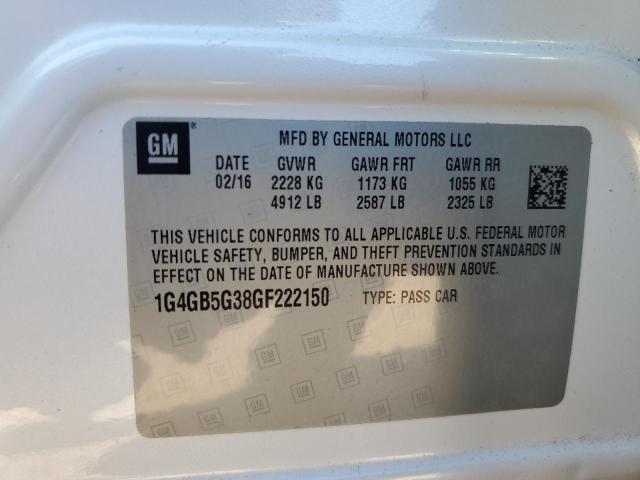 GM ®
MFD BY GENERAL MOTORS LLC
DATE GVWR GAWR FRT GAWR RR
02/16 2228 KG 1173 KG 1055 KG
4912 LB 2587 LB 2325 LB
THIS VEHICLE CONFORMS TO ALL APPLICABLE U.S. FEDERAL MOTOR
VEHICLE SAFETY, BUMPER, AND THEFT PREVENTION STANDARDS IN
EFFECT ON THE DATE OF MANUFACTURE SHOWN ABOVE.
1G4GB5G38GF222150 TYPE: PASS CAR